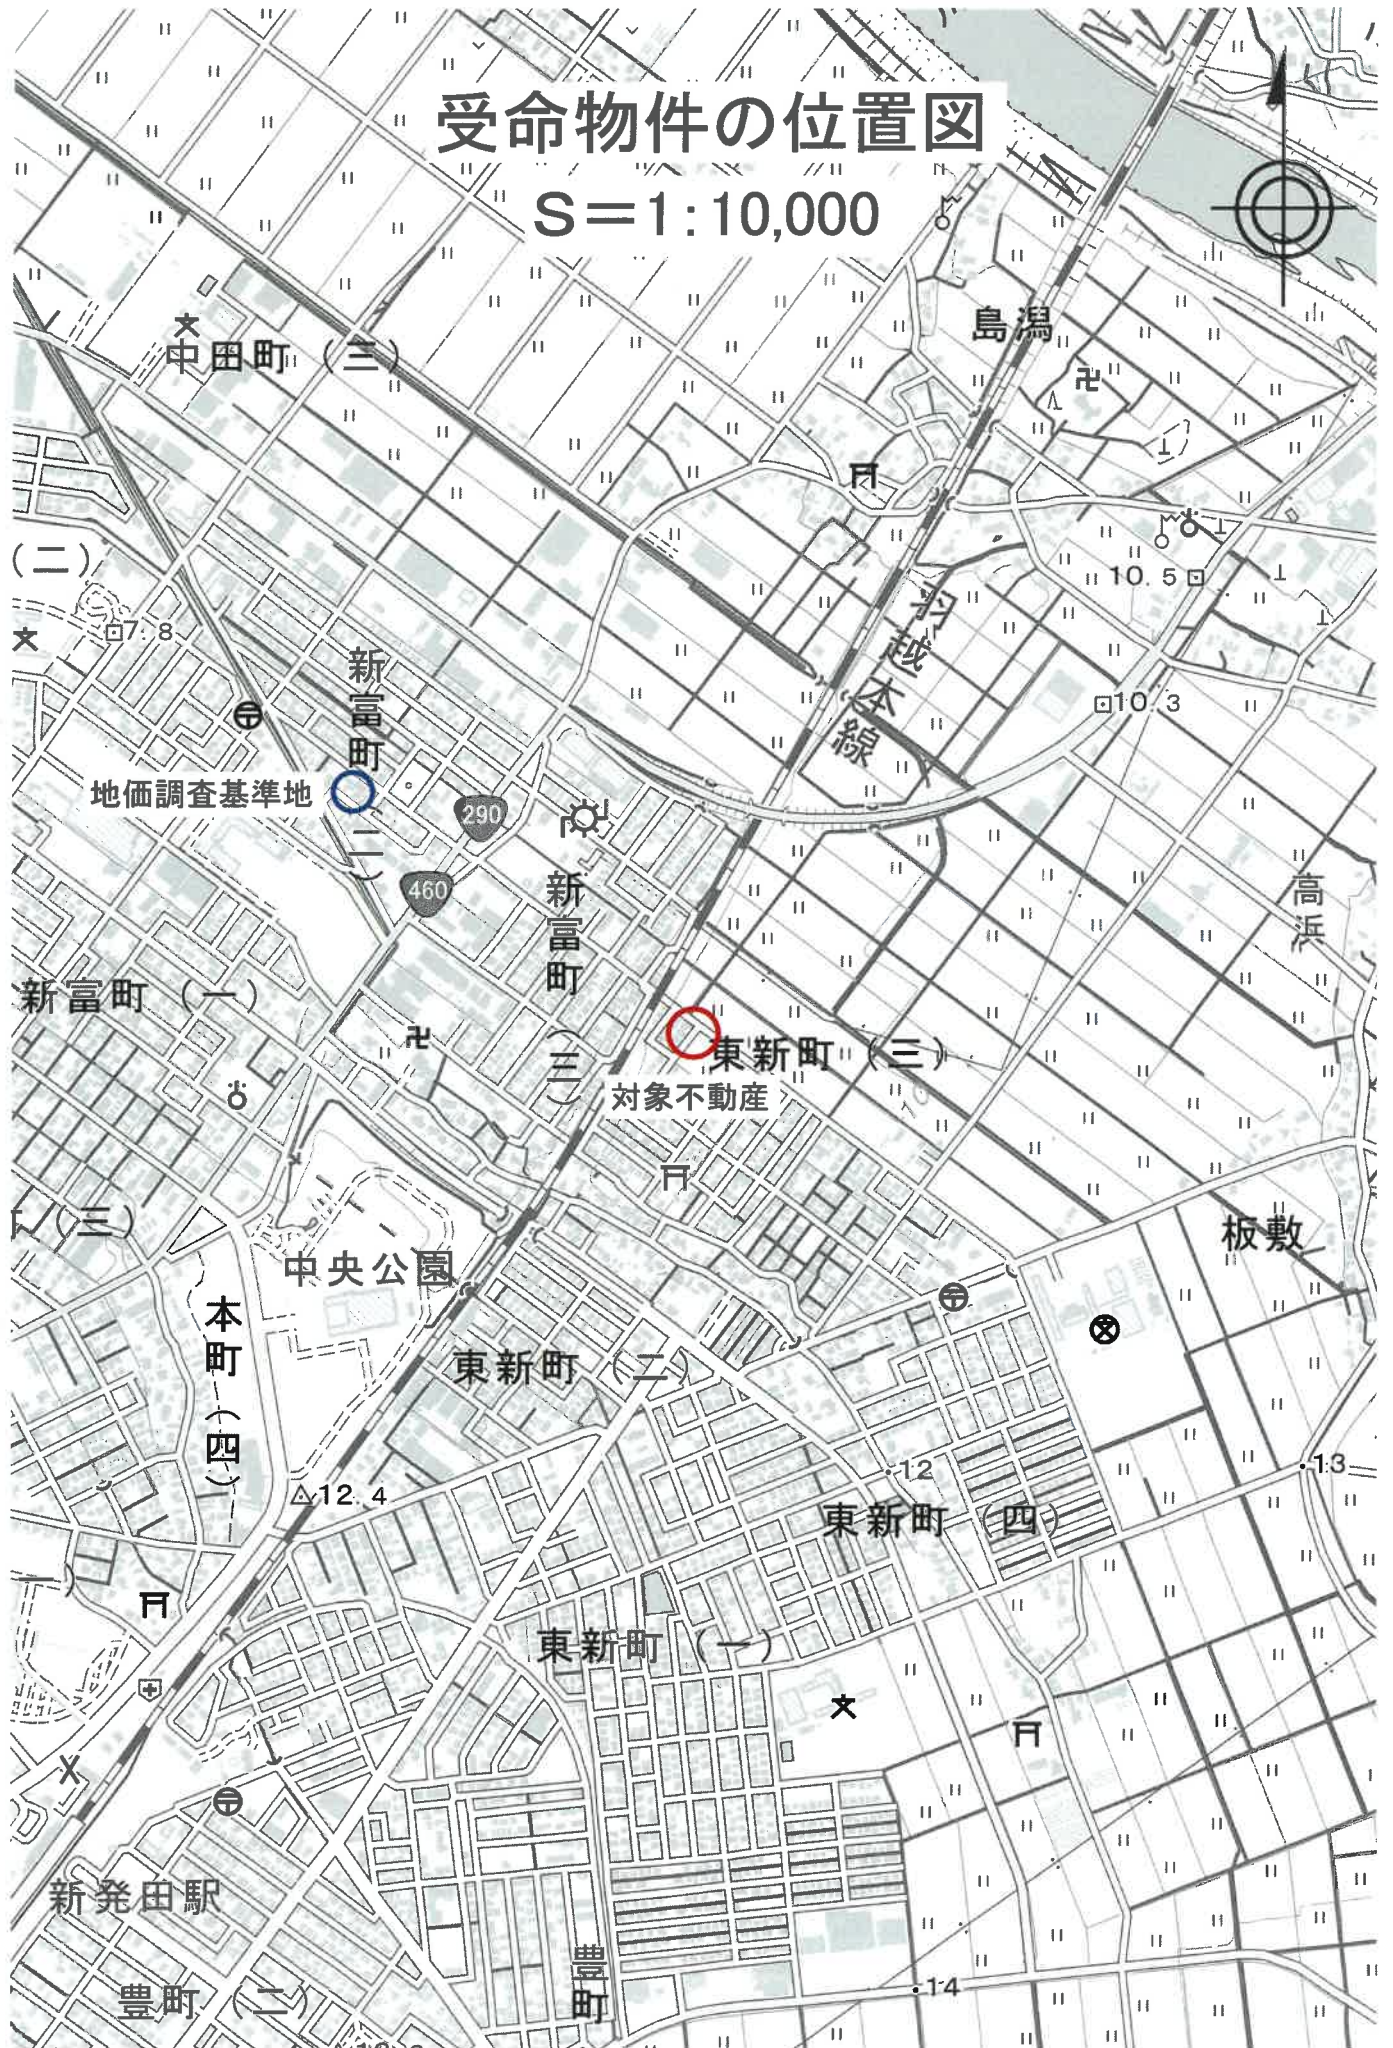 受命物件の位置図
S=1:10,000
島潟
中田町（三）
（二）
10.5
7.8
羽越本線
新富町（二）
10.3
地価調査基準地
290
460
新富町（三）
高浜
新富町（一）
東新町（三）
対象不動産
（三）
板敷
中央公園
本町（四）
東新町（二）
12
13
12.4
東新町（四）
東新町（一）
新発田駅
豊町
豊町（二）
14